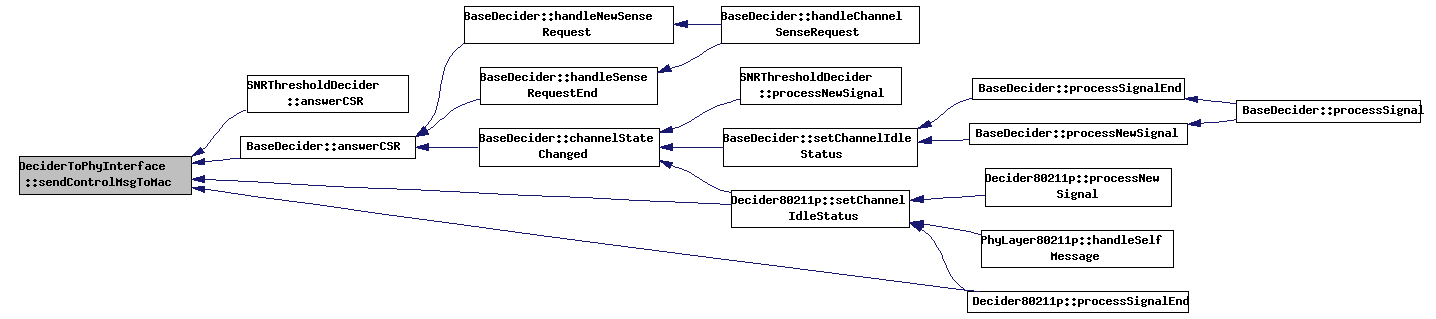 BaseDecider::handleNewSense
Request
BaseDecider::handleChannel
SenseRequest
BaseDecider::handleSense
RequestEnd
SNRThresholdDecider
::processNewSignal
SNRThresholdDecider
::answerCSR
BaseDecider::processSignalEnd
BaseDecider::processSignal
BaseDecider::answerCSR
BaseDecider::channelState
Changed
BaseDecider::setChannelIdle
Status
BaseDecider::processNewSignal
DeciderToPhyInterface
::sendControlMsgToMac
Decider80211p::setChannel
IdleStatus
Decider80211p::processNew
Signal
PhyLayer80211p::handleSelf
Message
Decider80211p::processSignalEnd